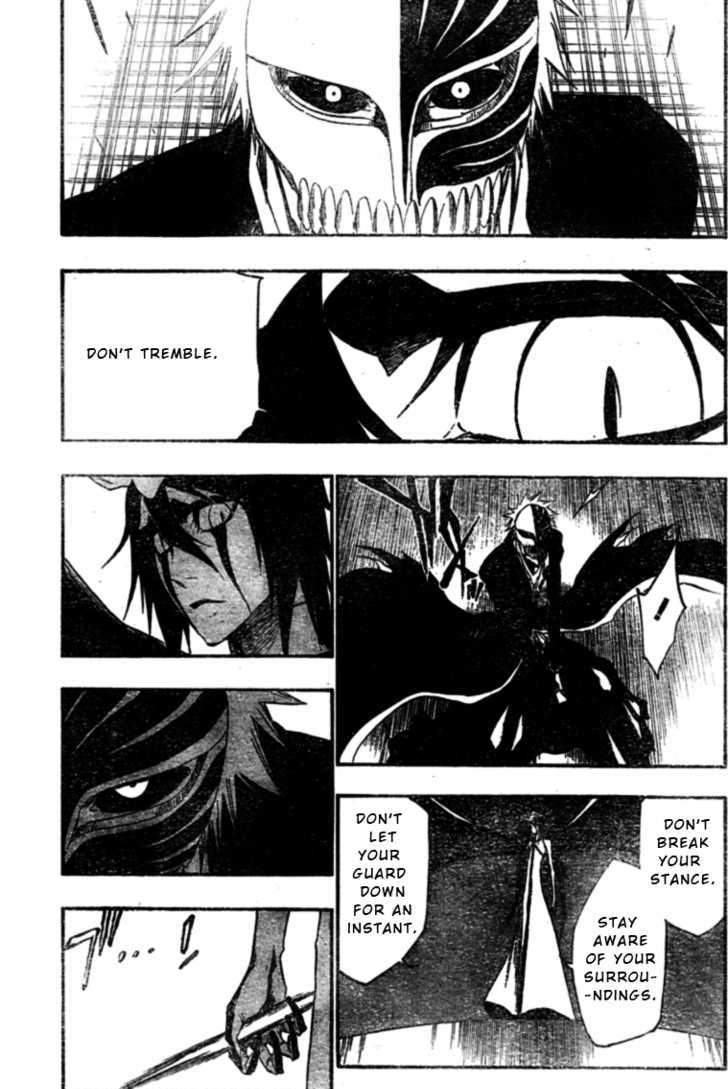 DON'T TREMBLE.
!
DON'T
BREAK
YOUR
STANCE.
STAY
AWARE
OF YOUR
SURROU-
-NDINGS.
DON'T
LET
YOUR
GUARD
DOWN
FOR AN
INSTANT.